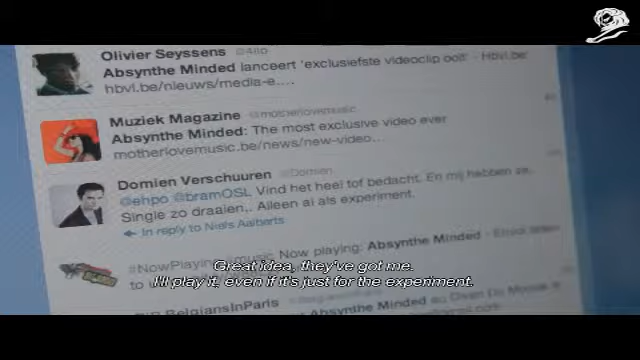 Olivier Seyssens @4llo
Absynthe Minded lanceert 'exclusiefste videoclip ooit' - Hbvl.be
hbvl.be/nieuws/media-e....
Muziek Magazine @motherlovemusic
Absynthe Minded: The most exclusive video ever
motherlovemusic.be/news/new-video...
Domien Verschuuren @Domien
@ehpo @bramOSL Vind het heel tof bedacht. En mij hebben ze.
Single zo draaien.. Alleen al als experiment.
In reply to Niels Aalberts
#NowPlaying Now playing: Absynthe Minded -
Great idea, they've got me.
I'll play it, even if it's just for the experiment.
BelgiansInParis
Absynthe Minded